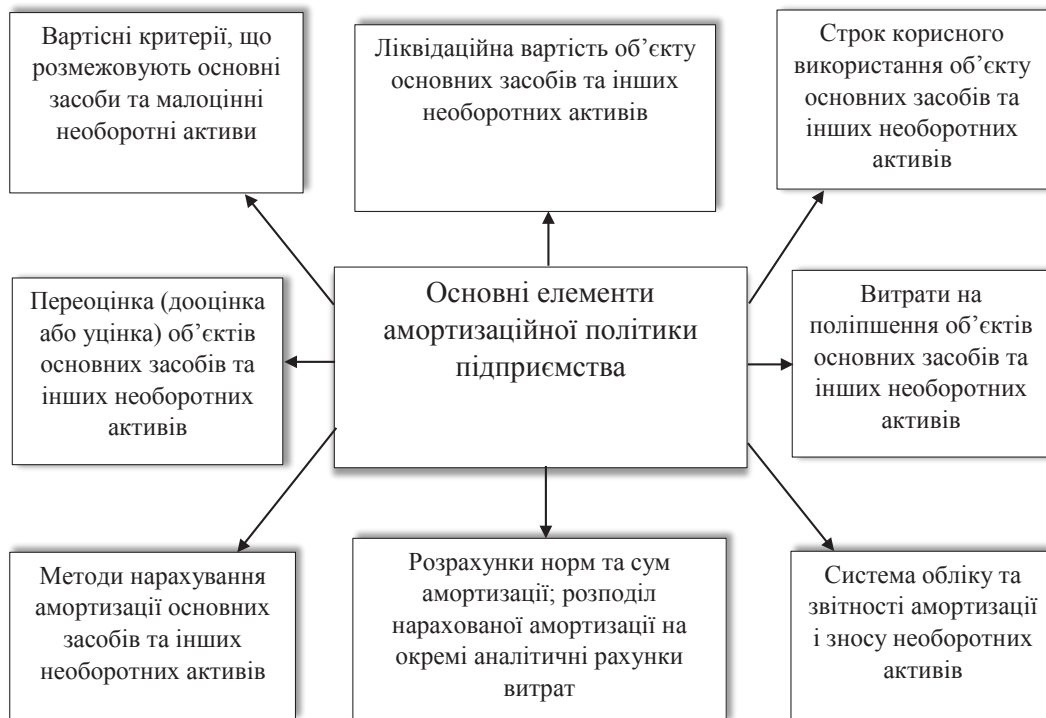 Вартісні критерії, що
розмежовують основні
засоби та малоцінні
необоротні активи
Ліквідаційна вартість об’єкту
основних засобів та інших
необоротних активів
Строк корисного
використання об’єкту
основних засобів та
інших необоротних
активів
Переоцінка (дооцінка
або уцінка) об’єктів
основних засобів та
інших необоротних
активів
Основні елементи
амортизаційної політики
підприємства
Витрати на
поліпшення об’єктів
основних засобів та
інших необоротних
активів
Методи нарахування
амортизації основних
засобів та інших
необоротних активів
Розрахунки норм та сум
амортизації; розподіл
нарахованої амортизації на
окремі аналітичні рахунки
витрат
Система обліку та
звітності амортизації
і зносу необоротних
активів